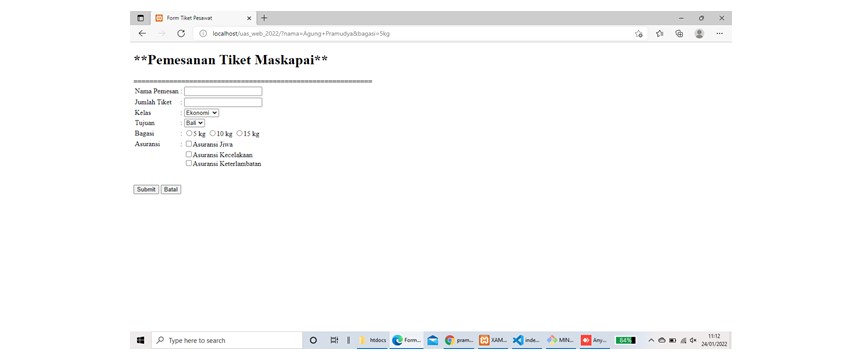 Form Tiket Pesawat
localhost/uas_web_2022/?nama=Agung+Pramudya&bagasi=5kg
**Pemesanan Tiket Maskapai**
============================================================
Nama Pemesan :
Jumlah Tiket :
Kelas : Ekonomi
Tujuan : Bali
Bagasi : 5 kg 10 kg 15 kg
Asuransi : Asuransi Jiwa
Asuransi Kecelakaan
Asuransi Keterlambatan
Submit Batal
Type here to search htdocs Form... pram... XAM... inde... MIN... Any... 84% 11:12
24/01/2022